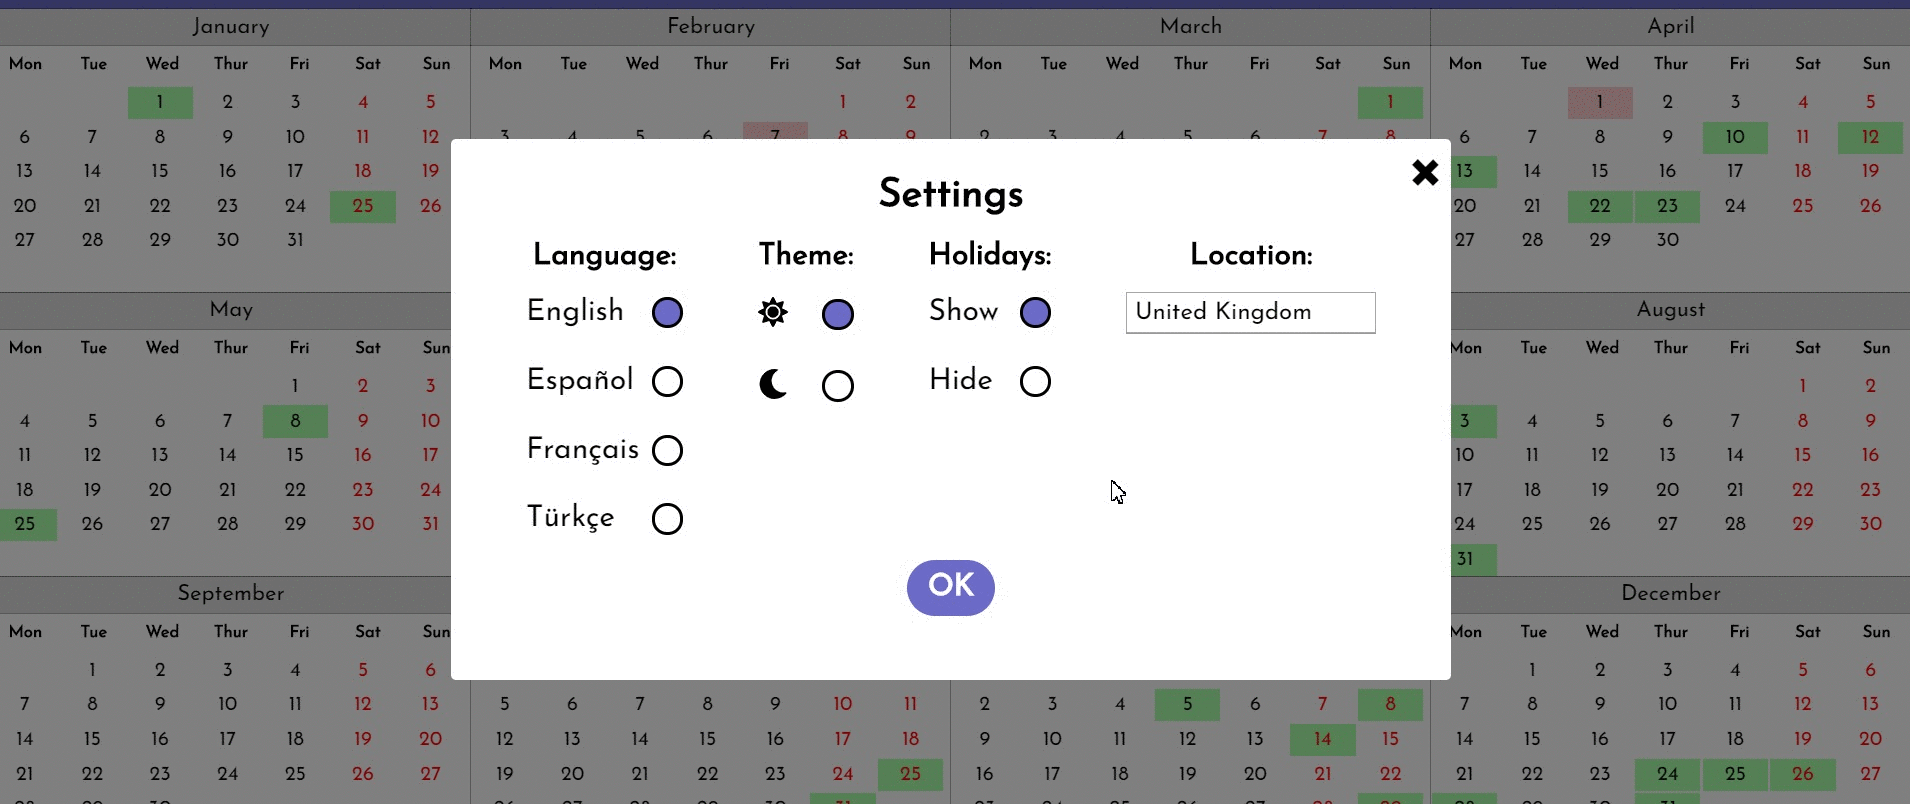 January February March April
Mon Tue Wed Thur Fri Sat Sun Mon Tue Wed Thur Fri Sat Sun Mon Tue Wed Thur Fri Sat Sun Mon Tue Wed Thur Fri Sat Sun
1 2 3 4 5 1 2 1 1 2 3 4 5
6 7 8 9 10 11 12 3 4 5 6 7 8 9 2 3 4 5 6 7 8 6 7 8 9 10 11 12
13 14 15 16 17 18 19 13 14 15 16 17 18 19
20 21 22 23 24 25 26 20 21 22 23 24 25 26
27 28 29 30 31 27 28 29 30
Settings
Language: Theme: Holidays: Location:
English Show United Kingdom
Español Hide
Français
Türkçe
OK
May August
Mon Tue Wed Thur Fri Sat Sun Mon Tue Wed Thur Fri Sat Sun
1 2 3 1 2
4 5 6 7 8 9 10 3 4 5 6 7 8 9
11 12 13 14 15 16 17 10 11 12 13 14 15 16
18 19 20 21 22 23 24 17 18 19 20 21 22 23
25 26 27 28 29 30 31 24 25 26 27 28 29 30
31
September December
Mon Tue Wed Thur Fri Sat Sun Mon Tue Wed Thur Fri Sat Sun
1 2 3 4 5 6 1 2 3 4 5 6
7 8 9 10 11 12 13 5 6 7 8 9 10 11 2 3 4 5 6 7 8 7 8 9 10 11 12 13
14 15 16 17 18 19 20 12 13 14 15 16 17 18 9 10 11 12 13 14 15 14 15 16 17 18 19 20
21 22 23 24 25 26 27 19 20 21 22 23 24 25 16 17 18 19 20 21 22 21 22 23 24 25 26 27